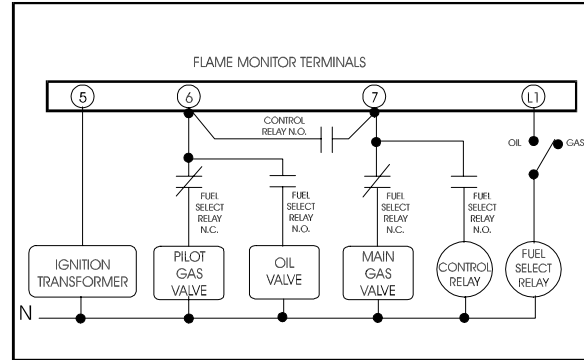 FLAME MONITOR TERMINALS
5
6
7
L1
CONTROL
RELAY N.O.
OIL
GAS
FUEL
SELECT
RELAY
N.C.
FUEL
SELECT
RELAY
N.O.
FUEL
SELECT
RELAY
N.C.
FUEL
SELECT
RELAY
N.O.
IGNITION
TRANSFORMER
PILOT
GAS
VALVE
OIL
VALVE
MAIN
GAS
VALVE
CONTROL
RELAY
FUEL
SELECT
RELAY
N